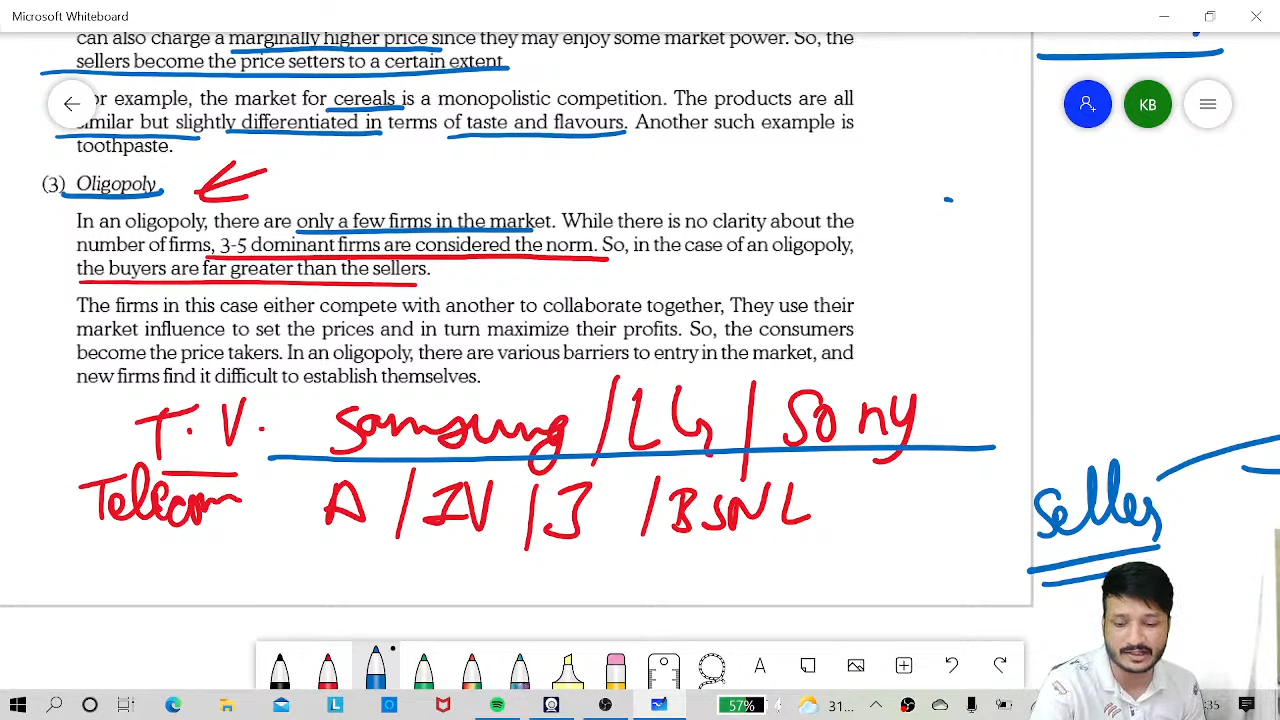 Microsoft Whiteboard
can also charge a marginally higher price since they may enjoy some market power. So, the
sellers become the price setters to a certain extent
or example, the market for cereals is a monopolistic competition. The products are all
similar but slightly differentiated in terms of taste and flavours. Another such example is
toothpaste.
KB
(3) Oligopoly
In an oligopoly, there are only a few firms in the market. While there is no clarity about the
number of firms, 3-5 dominant firms are considered the norm. So, in the case of an oligopoly,
the buyers are far greater than the sellers.
The firms in this case either compete with another to collaborate together, They use their
market influence to set the prices and in turn maximize their profits. So, the consumers
become the price takers. In an oligopoly, there are various barriers to entry in the market, and
new firms find it difficult to establish themselves.
T.V. Samsung / LG / Sony
Telecom A / IV / J / BSNL
seller
57%
31...